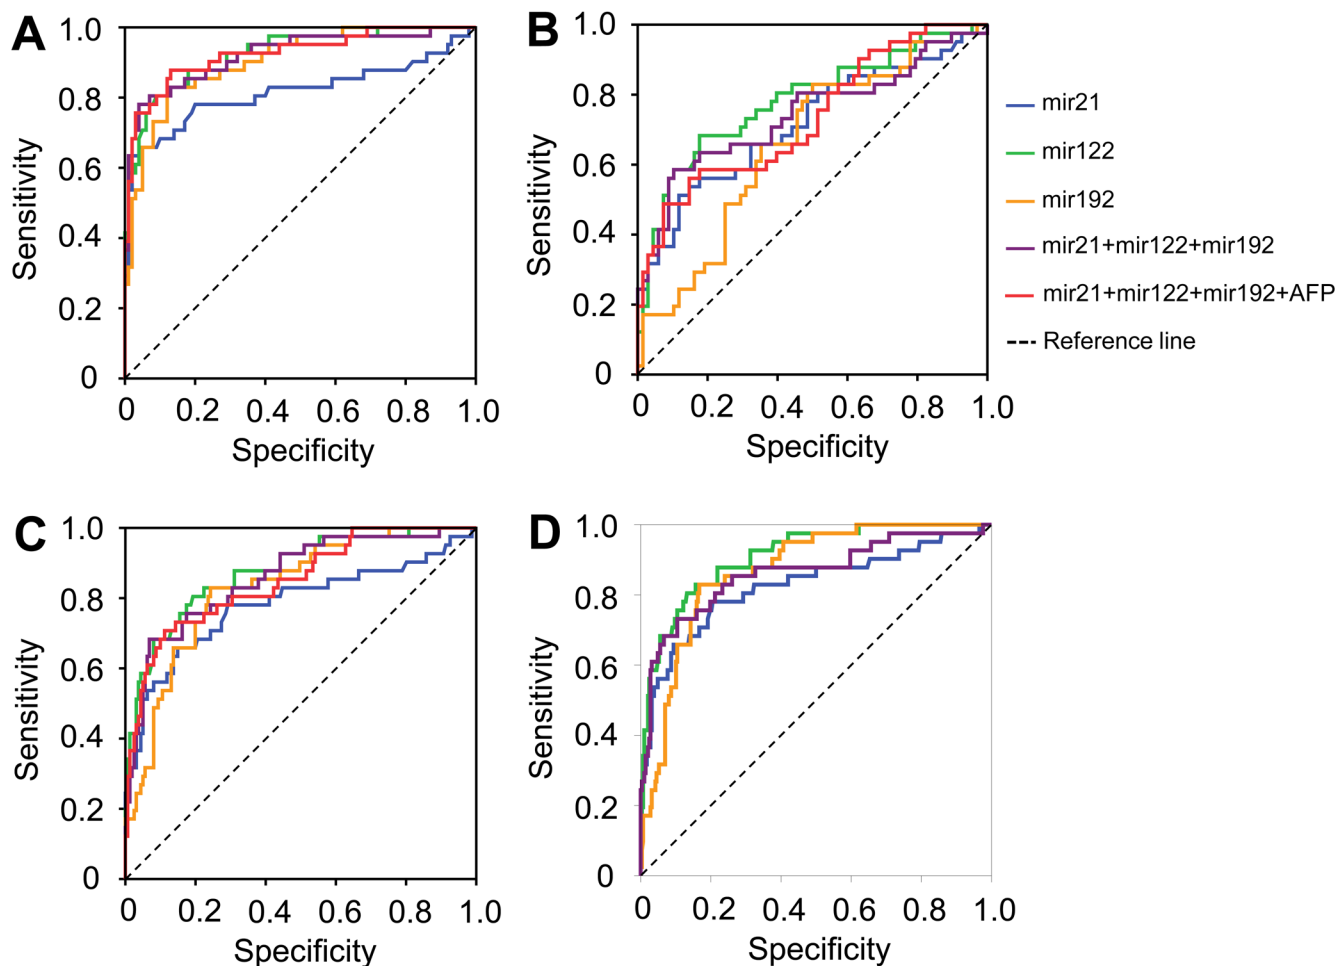 A
1.0
0.8
0.6
0.4
0.2
0
Sensitivity
0 0.2 0.4 0.6 0.8 1.0
Specificity
B
1.0
0.8
0.6
0.4
0.2
0
Sensitivity
0 0.2 0.4 0.6 0.8 1.0
Specificity
mir21
mir122
mir192
mir21+mir122+mir192
mir21+mir122+mir192+AFP
Reference line
C
1.0
0.8
0.6
0.4
0.2
0
Sensitivity
0 0.2 0.4 0.6 0.8 1.0
Specificity
D
1.0
0.8
0.6
0.4
0.2
0
Sensitivity
0 0.2 0.4 0.6 0.8 1.0
Specificity